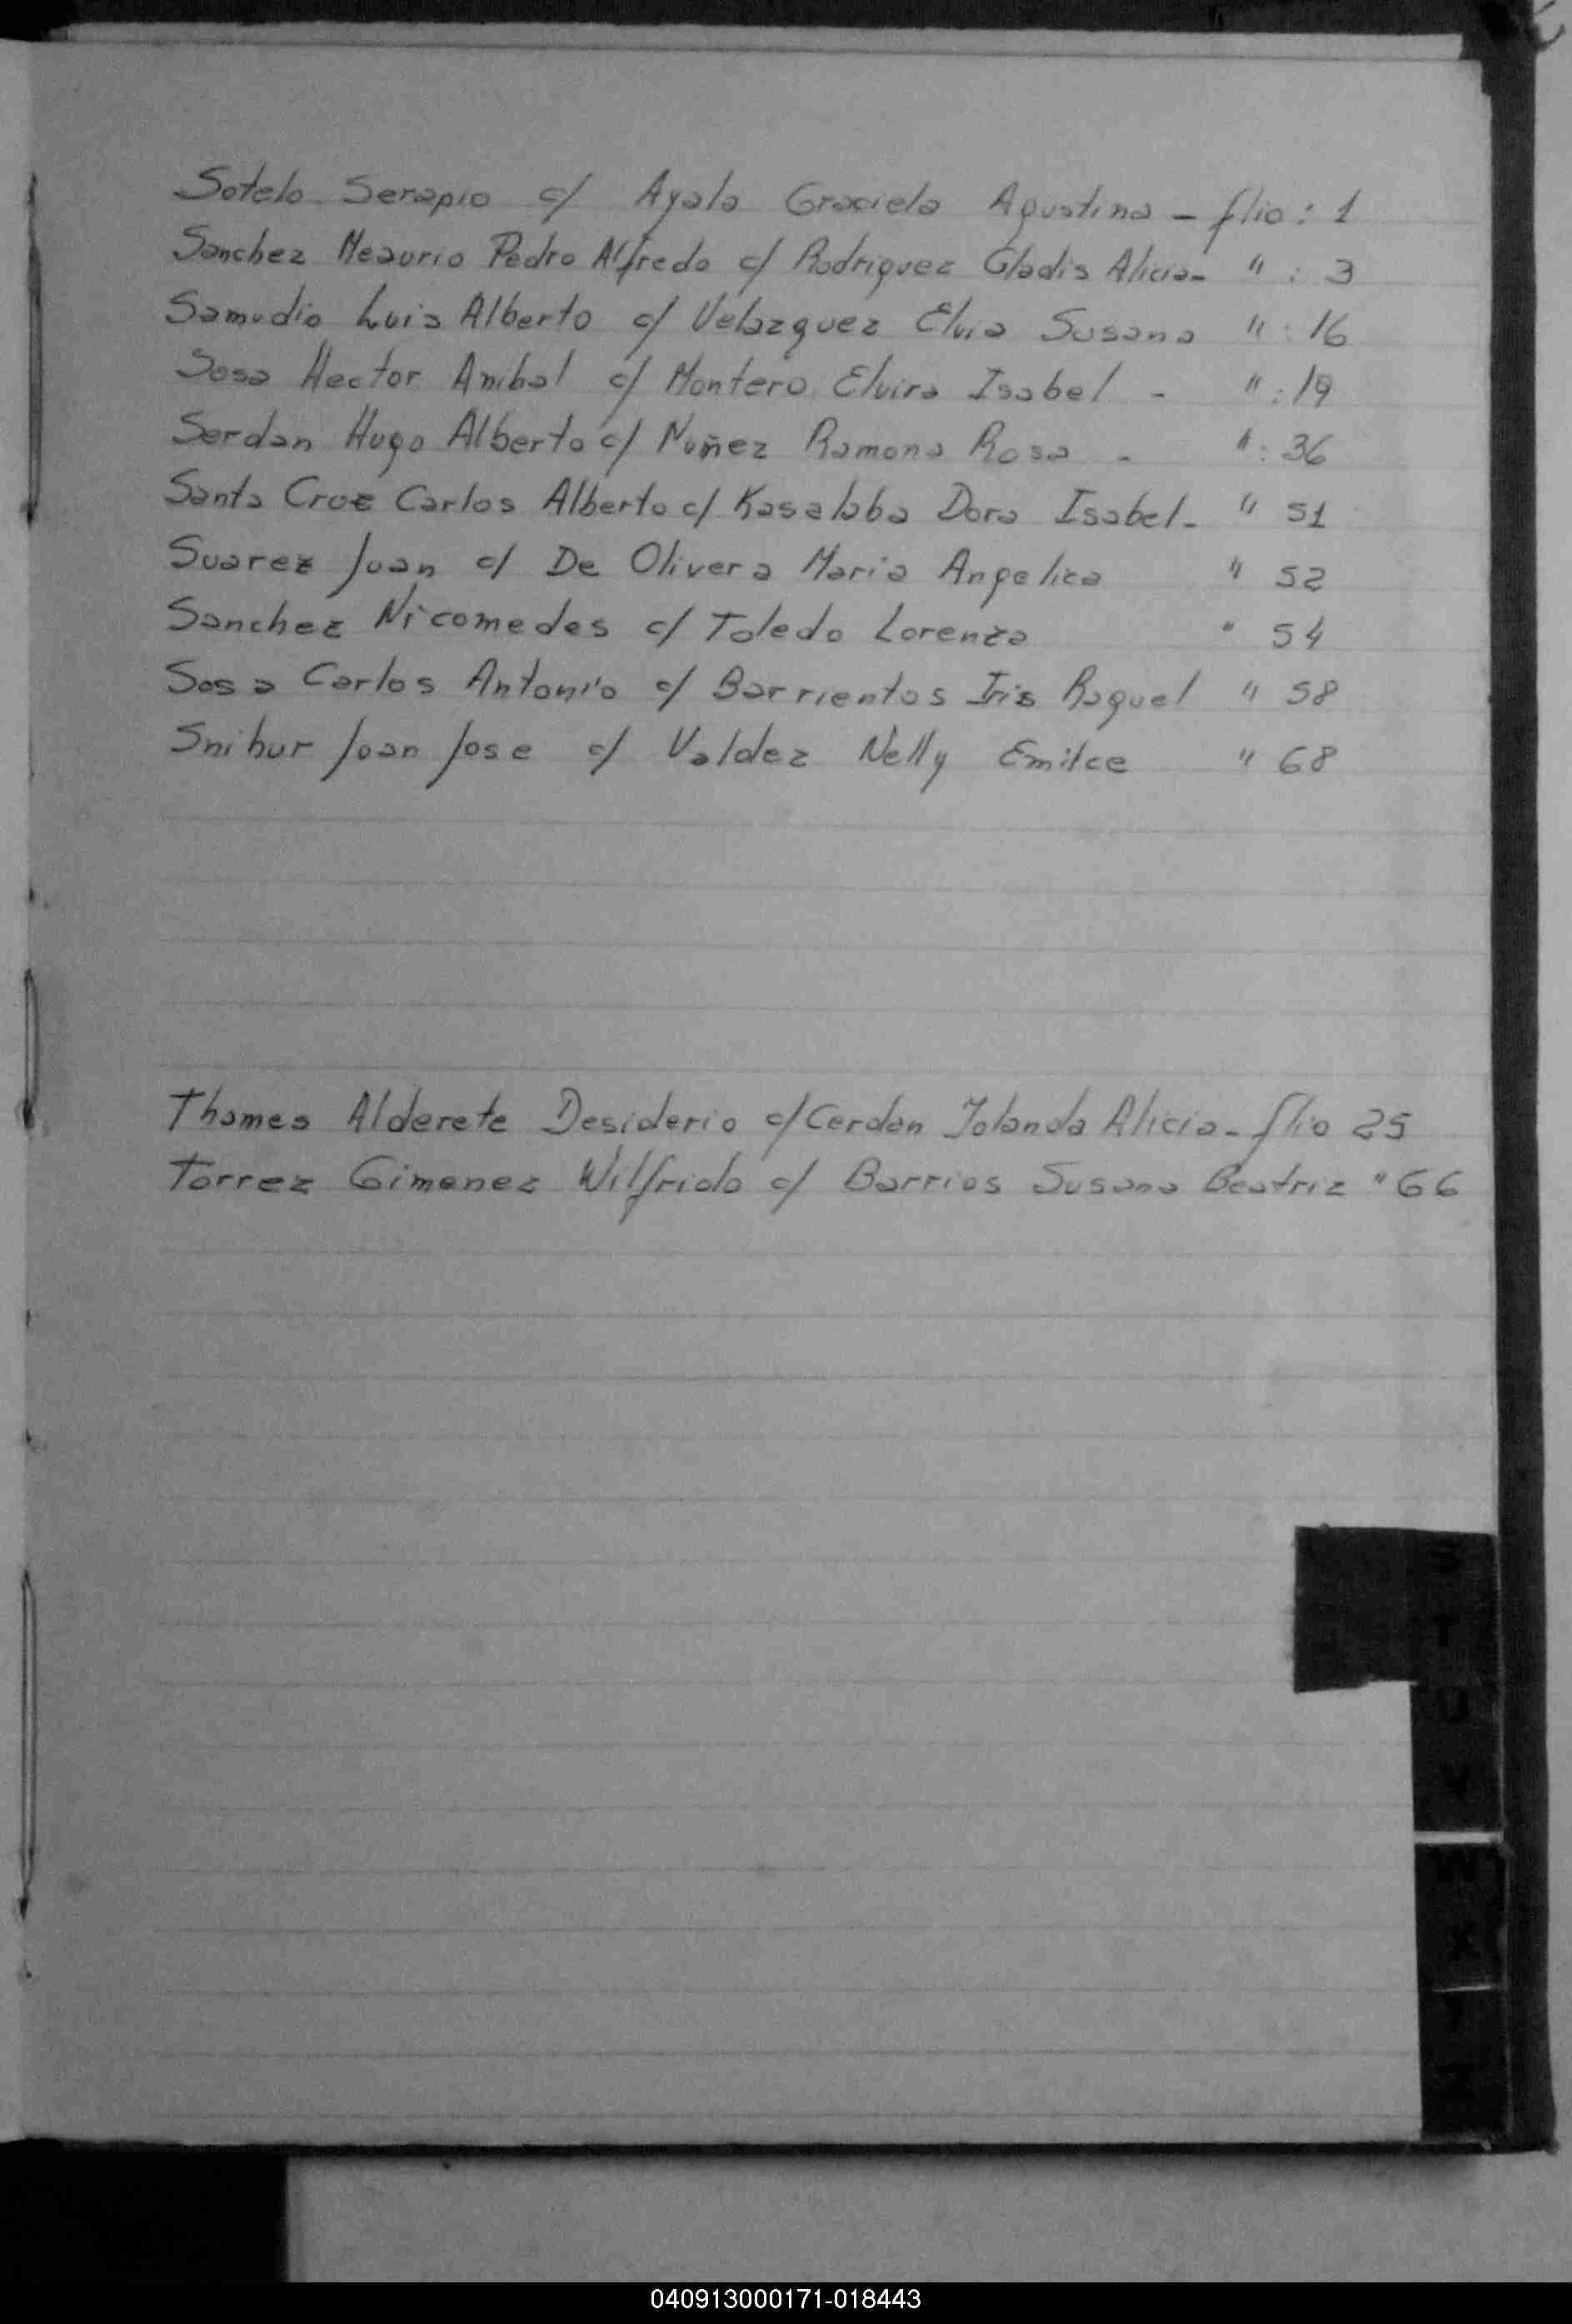 Sotelo Serapio c/ Ayala Graciela Agustina - flio: 1
Sanchez Meaurio Pedro Alfredo c/ Rodriguez Gladis Alicia- " : 3
Samudio Luis Alberto c/ Velazquez Elvia Susana " : 16
Sosa Hector Anibal c/ Montero Elvira Isabel - " : 19
Serdan Hugo Alberto c/ Nuñez Ramona Rosa - " : 36
Santa Cruz Carlos Alberto c/ Kasalaba Dora Isabel- " 51
Suarez Juan c/ De Olivera Maria Angelica " 52
Sanchez Nicomedes c/ Toledo Lorenza " 54
Sosa Carlos Antonio c/ Barrientos Iris Raquel " 58
Snihur Juan Jose c/ Valdez Nelly Emilce " 68
Thomes Alderete Desiderio c/ Cerdan Iolanda Alicia- flio 25
Torrez Gimenez Wilfrido c/ Barrios Susana Beatriz " 66
S
T
U
V
W
X
040913000171-018443